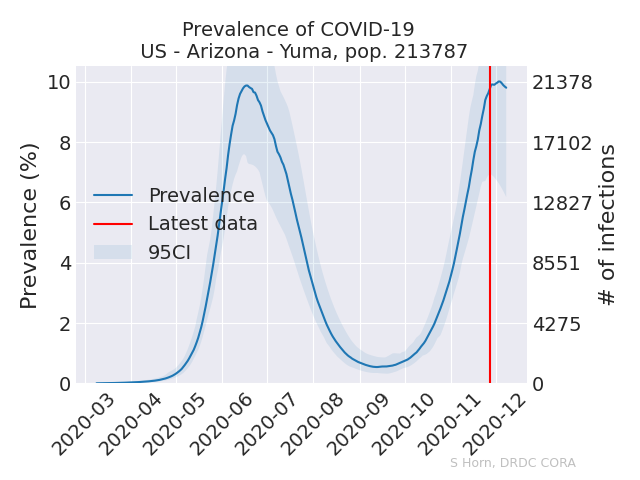 Prevalence of COVID-19
US - Arizona - Yuma, pop. 213787
Prevalence (%)
10
8
6
4
2
0
Prevalence
Latest data
95CI
21378
17102
12827
8551
4275
0
# of infections
2020-03
2020-04
2020-05
2020-06
2020-07
2020-08
2020-09
2020-10
2020-11
2020-12
S Horn, DRDC CORA